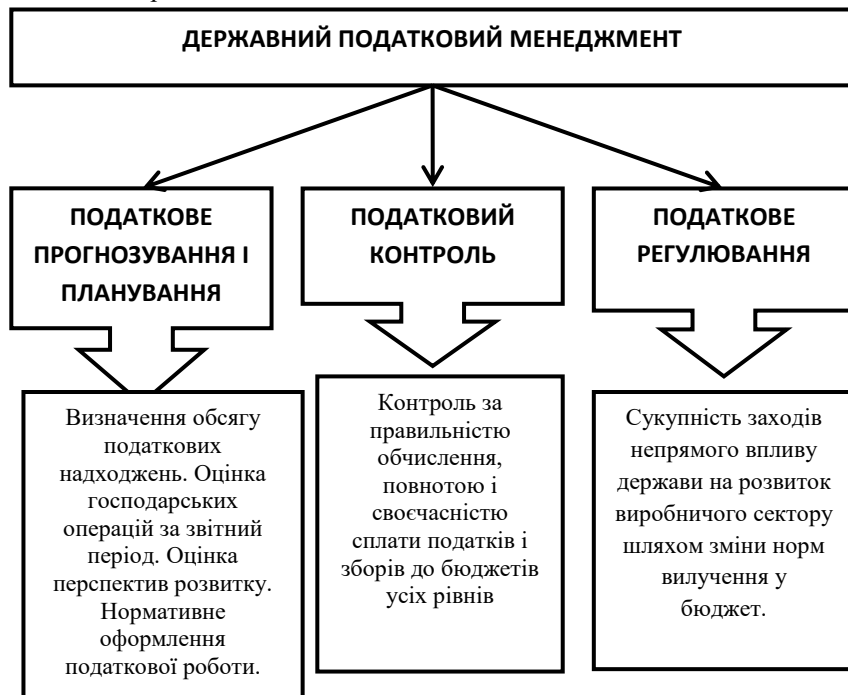 ДЕРЖАВНИЙ ПОДАТКОВИЙ МЕНЕДЖМЕНТ
ПОДАТКОВЕ
ПРОГНОЗУВАННЯ І
ПЛАНУВАННЯ
ПОДАТКОВИЙ
КОНТРОЛЬ
ПОДАТКОВЕ
РЕГУЛЮВАННЯ
Визначення обсягу
податкових
надходжень. Оцінка
господарських
операцій за звітний
період. Оцінка
перспектив розвитку.
Нормативне
оформлення
податкової роботи.
Контроль за
правильністю
обчислення,
повнотою і
своєчасністю
сплати податків і
зборів до бюджетів
усіх рівнів
Сукупність заходів
непрямого впливу
держави на розвиток
виробничого сектору
шляхом зміни норм
вилучення у
бюджет.